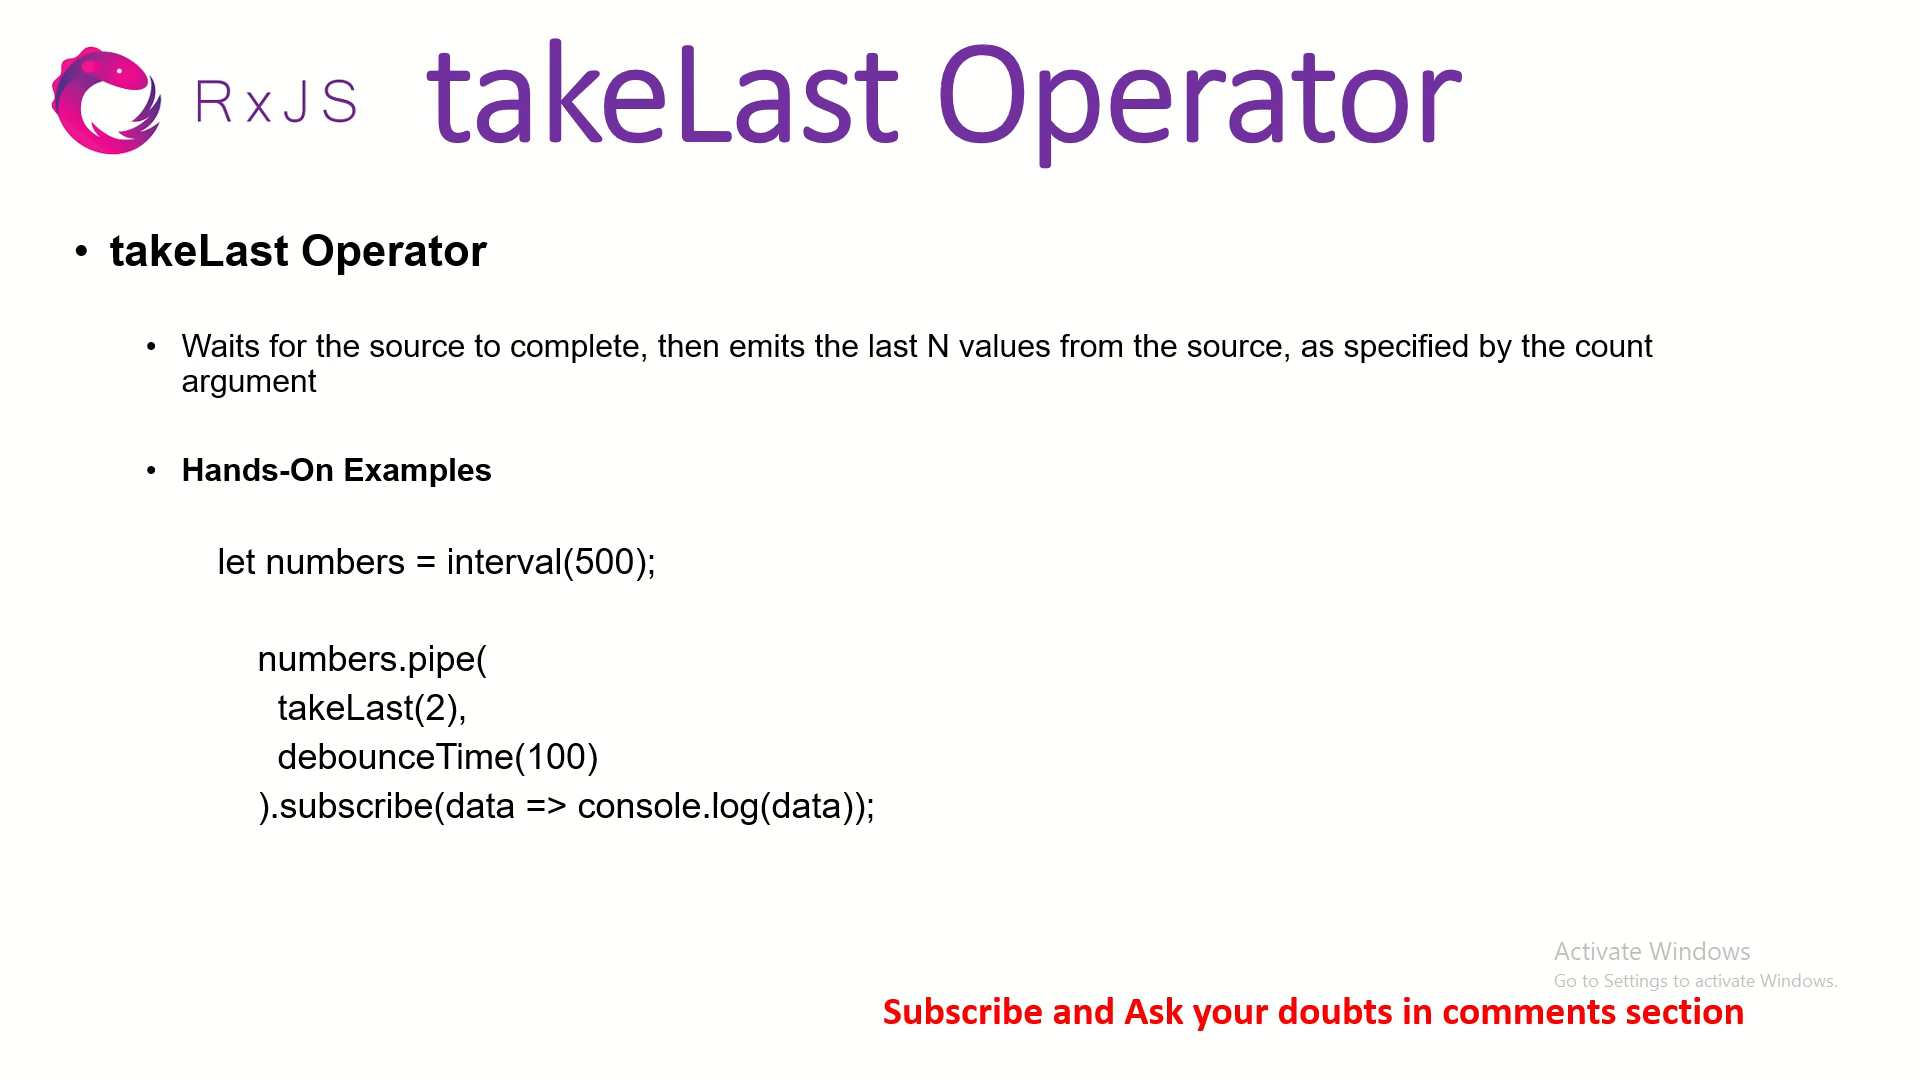 RxJS
takeLast Operator
• takeLast Operator
• Waits for the source to complete, then emits the last N values from the source, as specified by the count
argument
• Hands-On Examples
let numbers = interval(500);
numbers.pipe(
takeLast(2),
debounceTime(100)
).subscribe(data => console.log(data));
Activate Windows
Go to Settings to activate Windows.
Subscribe and Ask your doubts in comments section